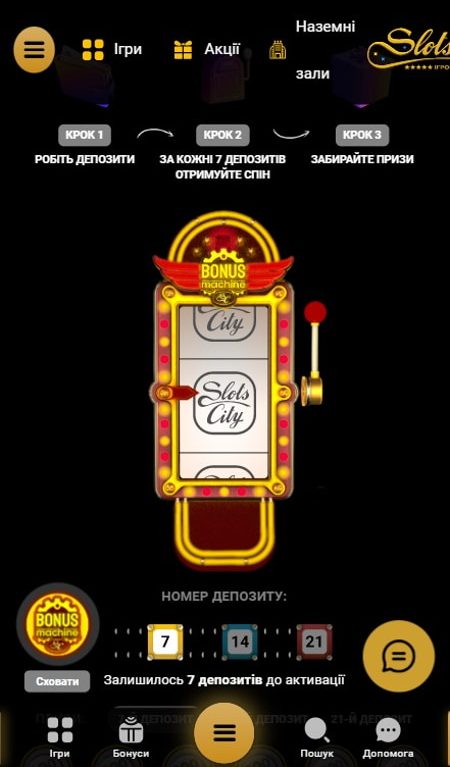 Ігри
Акції
Наземні
зали
Slots
ІГРО
КРОК 1
КРОК 2
КРОК 3
РОБІТЬ ДЕПОЗИТИ
ЗА КОЖНІ 7 ДЕПОЗИТІВ
ОТРИМУЙТЕ СПІН
ЗАБИРАЙТЕ ПРИЗИ
BONUS
machine
SC
City
Slots
City
Slots
НОМЕР ДЕПОЗИТУ:
BONUS
machine
7
14
21
Сховати
Залишилось 7 депозитів до активації
21-Й ДЕПОЗИТ
Ігри
Бонуси
Пошук
Допомога